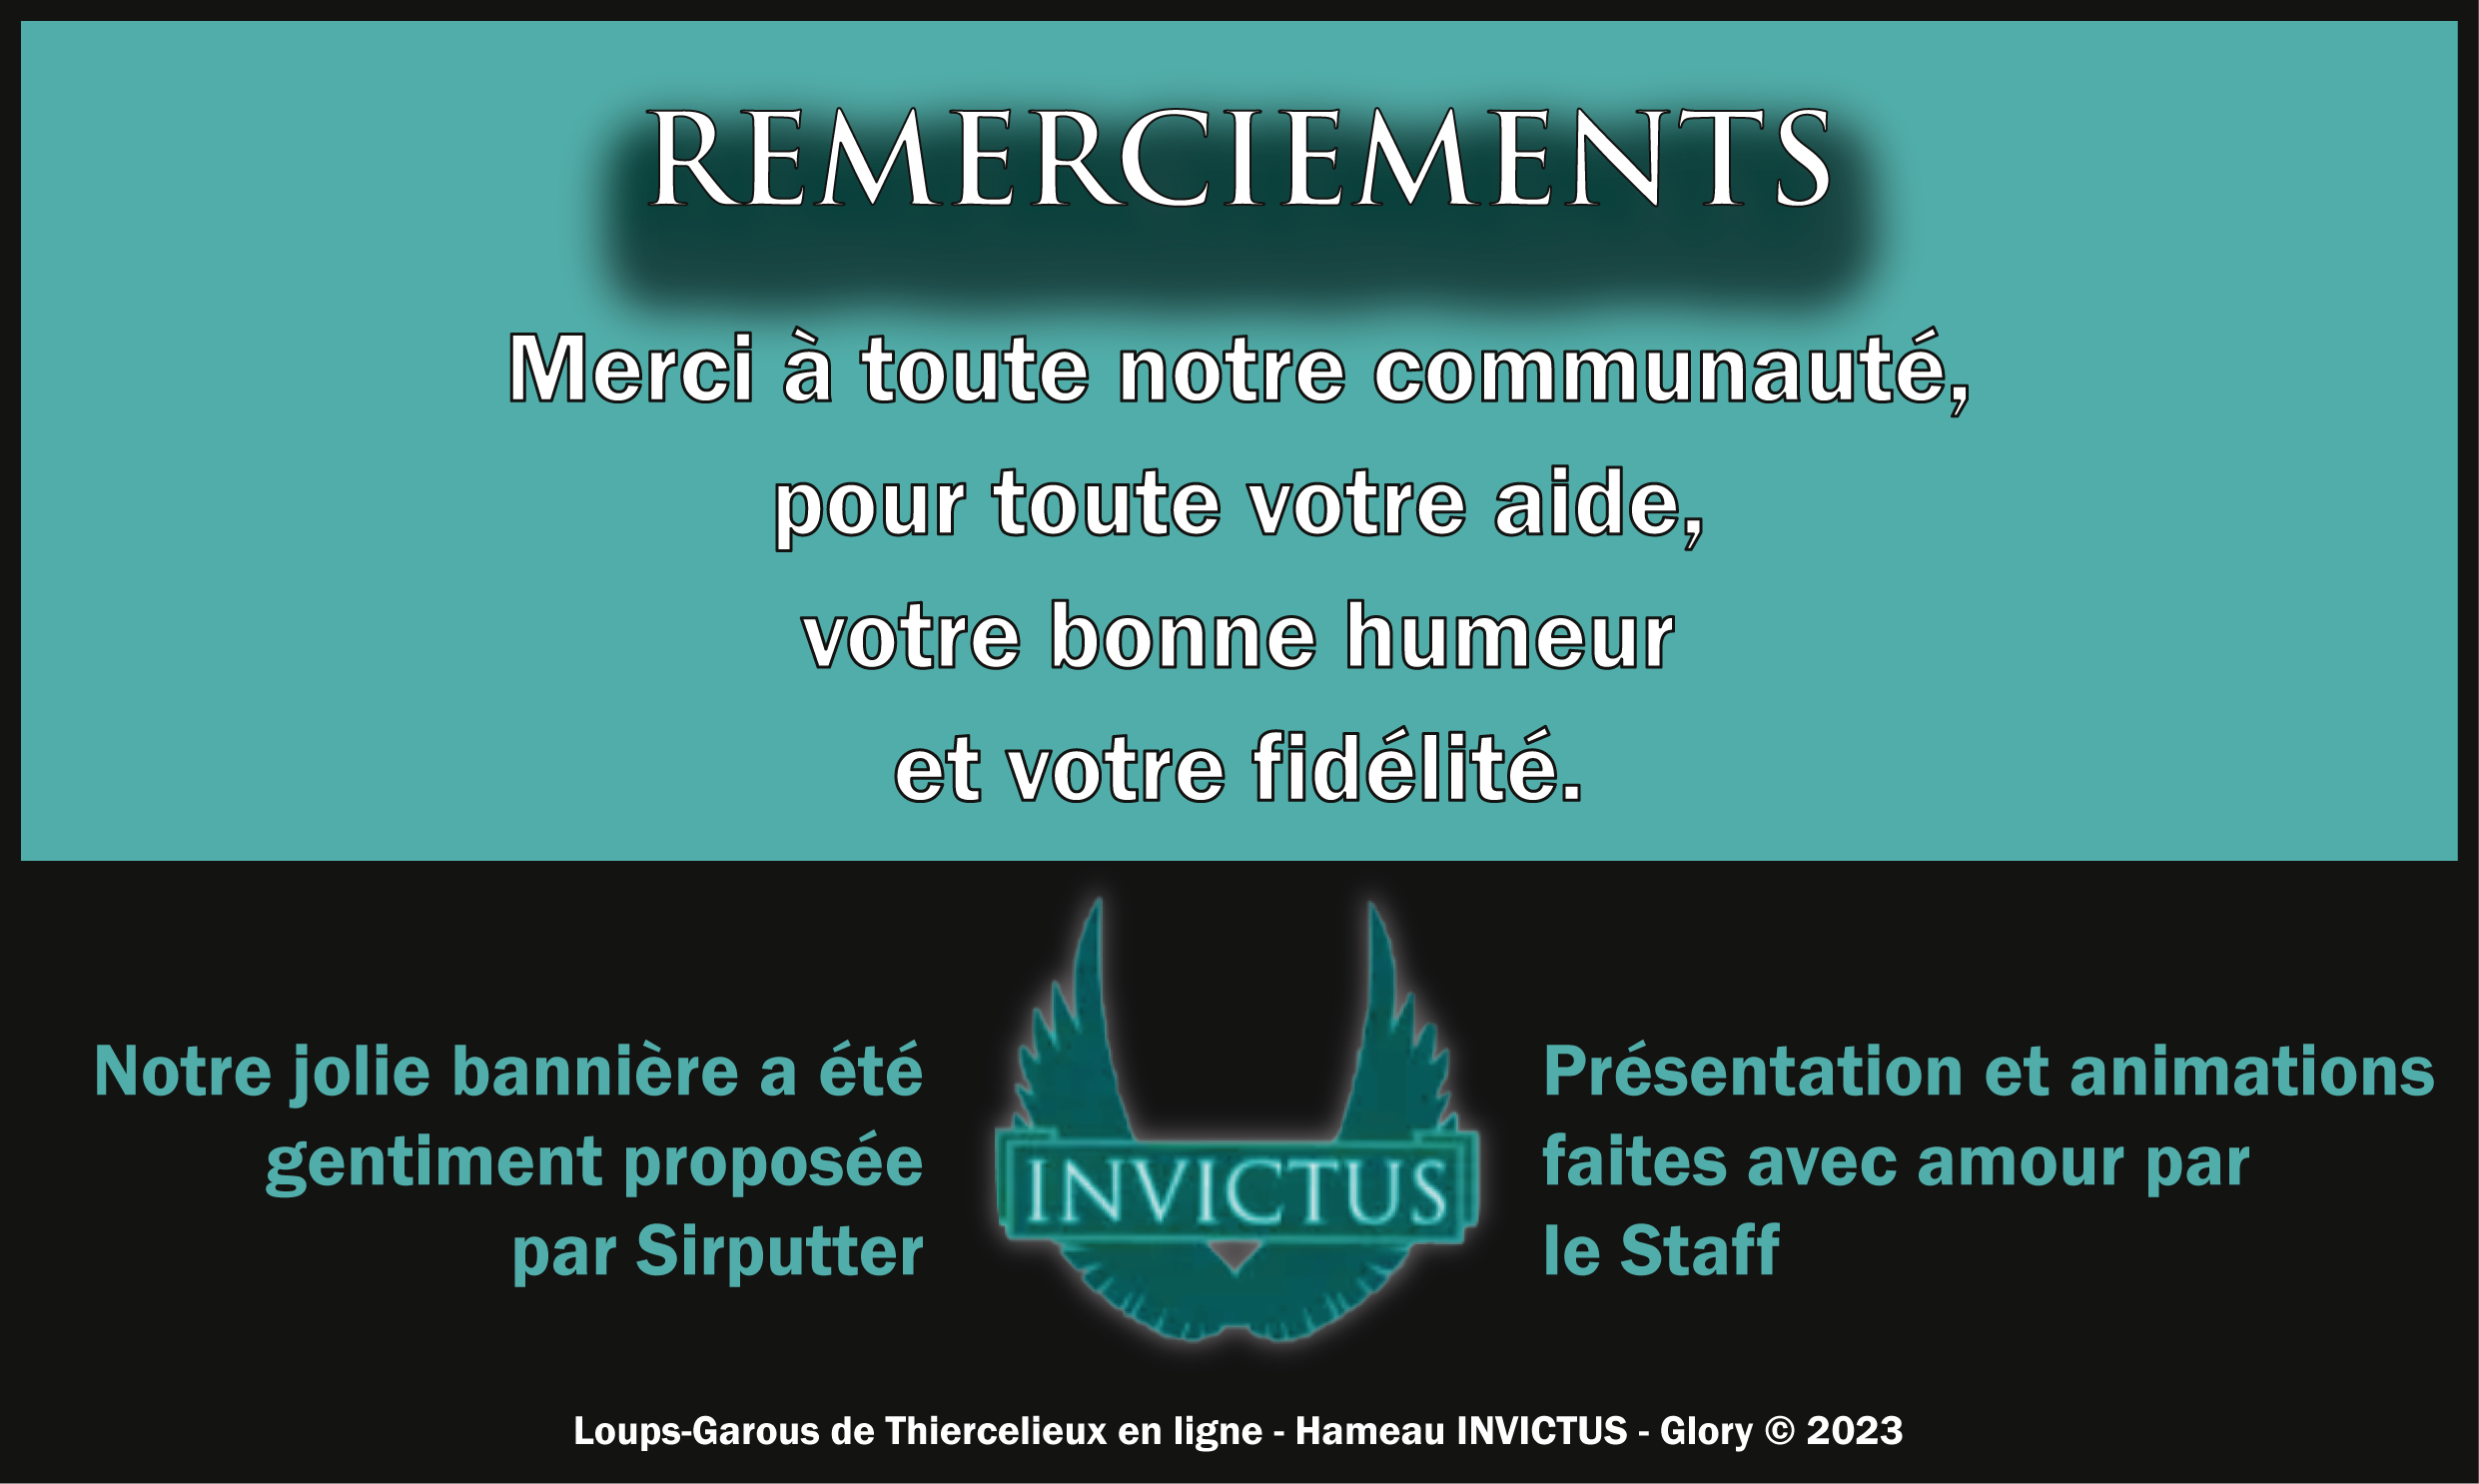 REMERCIEMENTS
Merci à toute notre communauté,
pour toute votre aide,
votre bonne humeur
et votre fidélité.
Notre jolie bannière a été
gentiment proposée
par Sirputter
INVICTUS
Présentation et animations
faites avec amour par
le Staff
Loups-Garous de Thiercelieux en ligne - Hameau INVICTUS - Glory © 2023